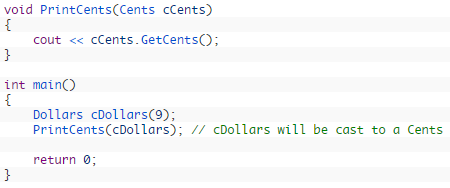 void PrintCents(Cents cCents)
{
    cout << cCents.GetCents();
}

int main()
{
    Dollars cDollars(9);
    PrintCents(cDollars); // cDollars will be cast to a Cents

    return 0;
}